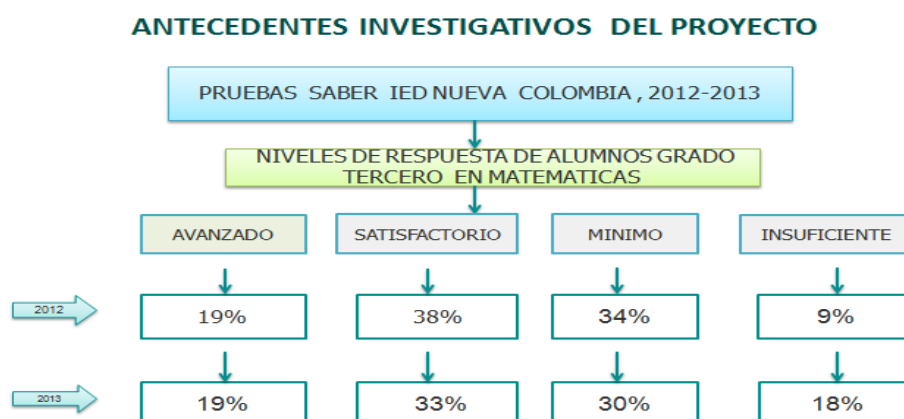 ANTECEDENTES INVESTIGATIVOS DEL PROYECTO
PRUEBAS SABER IED NUEVA COLOMBIA , 2012-2013
NIVELES DE RESPUESTA DE ALUMNOS GRADO
TERCERO EN MATEMATICAS
AVANZADO SATISFACTORIO MINIMO INSUFICIENTE
2012 19% 38% 34% 9%
2013 19% 33% 30% 18%